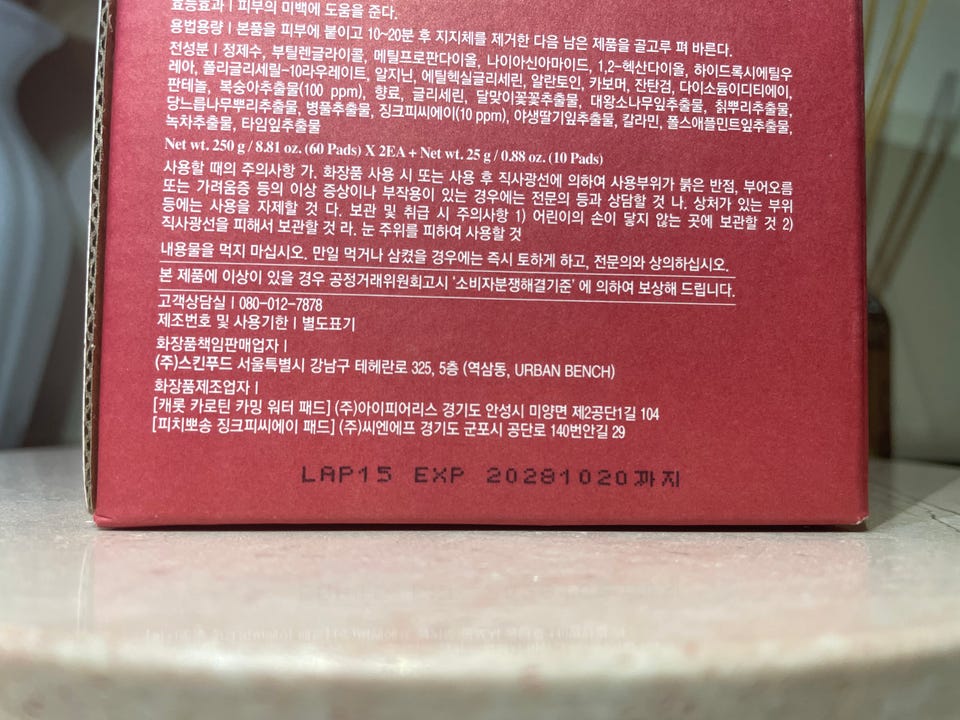 효능효과 | 피부의 미백에 도움을 준다.
용법용량 | 본품을 피부에 붙이고 10~20분 후 지지체를 제거한 다음 남은 제품을 골고루 펴 바른다.
전성분 | 정제수, 부틸렌글라이콜, 메틸프로판다이올, 나이아신아마이드, 1,2-헥산다이올, 하이드록시에틸우
레아, 폴리글리세릴-10라우레이트, 알지닌, 에틸헥실글리세린, 알란토인, 카보머, 잔탄검, 다이소듐이디티에이,
판테놀, 복숭아추출물(100 ppm), 향료, 글리세린, 달맞이꽃꽃추출물, 대왕소나무잎추출물, 칡뿌리추출물,
당느릅나무뿌리추출물, 병풀추출물, 징크피씨에이(10 ppm), 야생딸기잎추출물, 칼라민, 폴스애플민트잎추출물,
녹차추출물, 타임잎추출물
Net wt. 250 g / 8.81 oz. (60 Pads) X 2EA + Net wt. 25 g / 0.88 oz. (10 Pads)
사용할 때의 주의사항 가. 화장품 사용 시 또는 사용 후 직사광선에 의하여 사용부위가 붉은 반점, 부어오름
또는 가려움증 등의 이상 증상이나 부작용이 있는 경우에는 전문의 등과 상담할 것 나. 상처가 있는 부위
등에는 사용을 자제할 것 다. 보관 및 취급 시 주의사항 1) 어린이의 손이 닿지 않는 곳에 보관할 것 2)
직사광선을 피해서 보관할 것 라. 눈 주위를 피하여 사용할 것
내용물을 먹지 마십시오. 만일 먹거나 삼켰을 경우에는 즉시 토하게 하고, 전문의와 상의하십시오.
본 제품에 이상이 있을 경우 공정거래위원회고시 '소비자분쟁해결기준' 에 의하여 보상해 드립니다.
고객상담실 | 080-012-7878
제조번호 및 사용기한 | 별도표기
화장품책임판매업자 |
(주)스킨푸드 서울특별시 강남구 테헤란로 325, 5층 (역삼동, URBAN BENCH)
화장품제조업자 |
[캐롯 카로틴 카밍 워터 패드] (주)아이피어리스 경기도 안성시 미양면 제2공단1길 104
[피치뽀송 징크피씨에이 패드] (주)씨엔에프 경기도 군포시 공단로 140번안길 29
LAP15 EXP 20281020까지